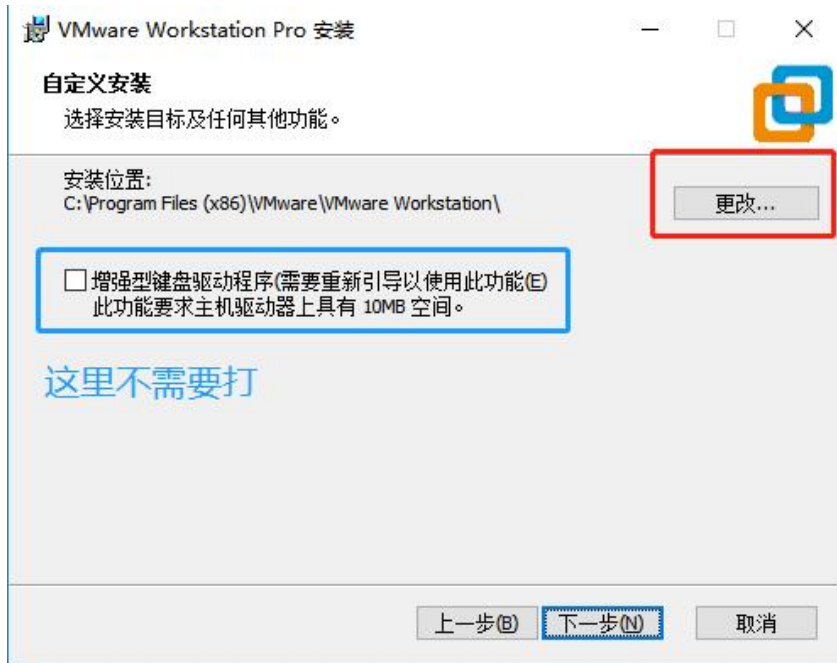 VMware Workstation Pro 安装
自定义安装
选择安装目标及任何其他功能。
安装位置:
C:\Program Files (x86)\VMware\VMware Workstation\
更改...
增强型键盘驱动程序(需要重新引导以使用此功能(E)
此功能要求主机驱动器上具有 10MB 空间。
这里不需要打
上一步(B) 下一步(N) 取消